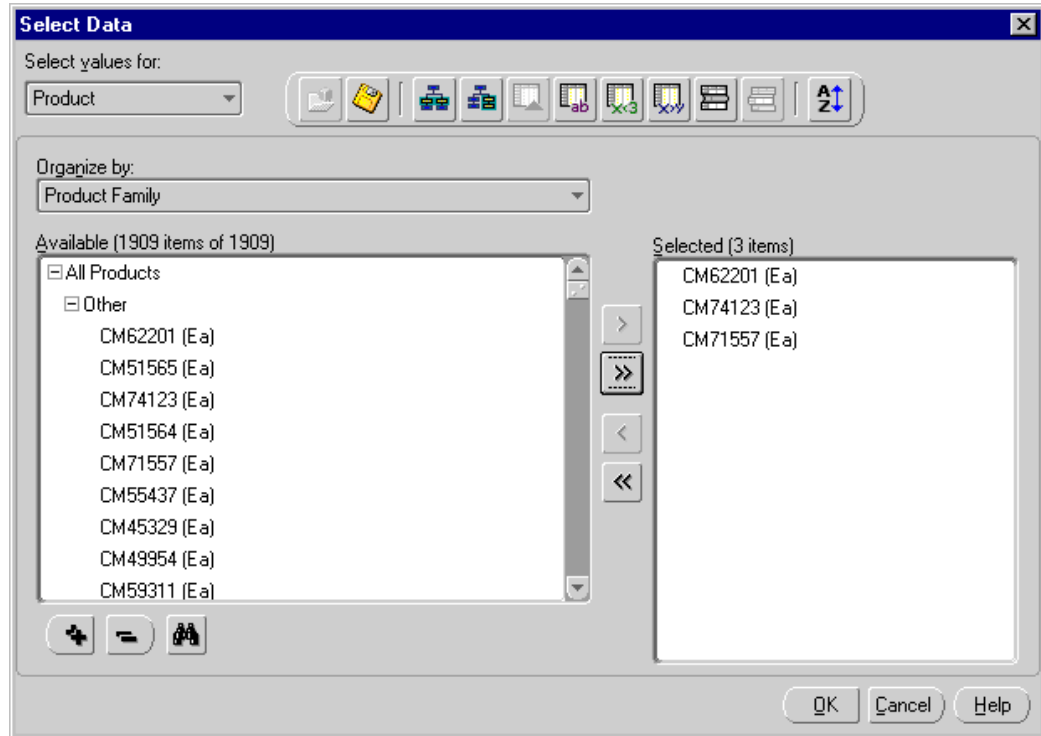 Select Data
Select values for:
Product
ab
x<3
x>y
A
Z
Organize by:
Product Family
Available (1909 items of 1909)
All Products
Other
CM62201 (Ea)
CM51565 (Ea)
CM74123 (Ea)
CM51564 (Ea)
CM71557 (Ea)
CM55437 (Ea)
CM45329 (Ea)
CM49954 (Ea)
CM59311 (Ea)
Selected (3 items)
CM62201 (Ea)
CM74123 (Ea)
CM71557 (Ea)
OK Cancel Help